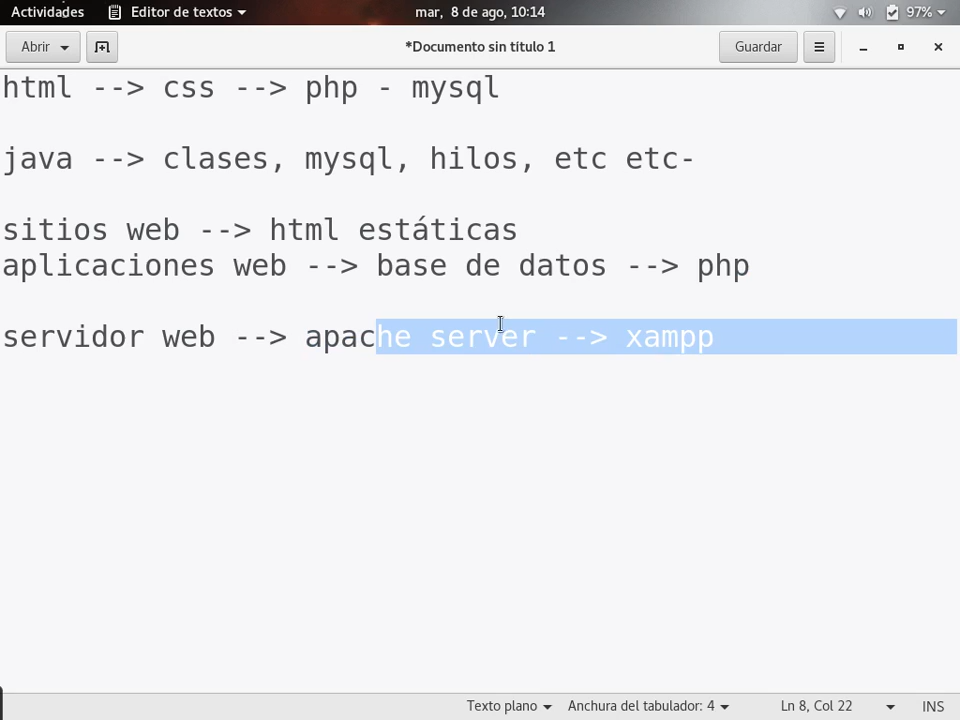 Actividades Editor de textos mar, 8 de ago, 10:14 97%
Abrir *Documento sin título 1 Guardar
html --> css --> php - mysql
java --> clases, mysql, hilos, etc etc-
sitios web --> html estáticas
aplicaciones web --> base de datos --> php
servidor web --> apache server --> xampp
Texto plano Anchura del tabulador: 4 Ln 8, Col 22 INS